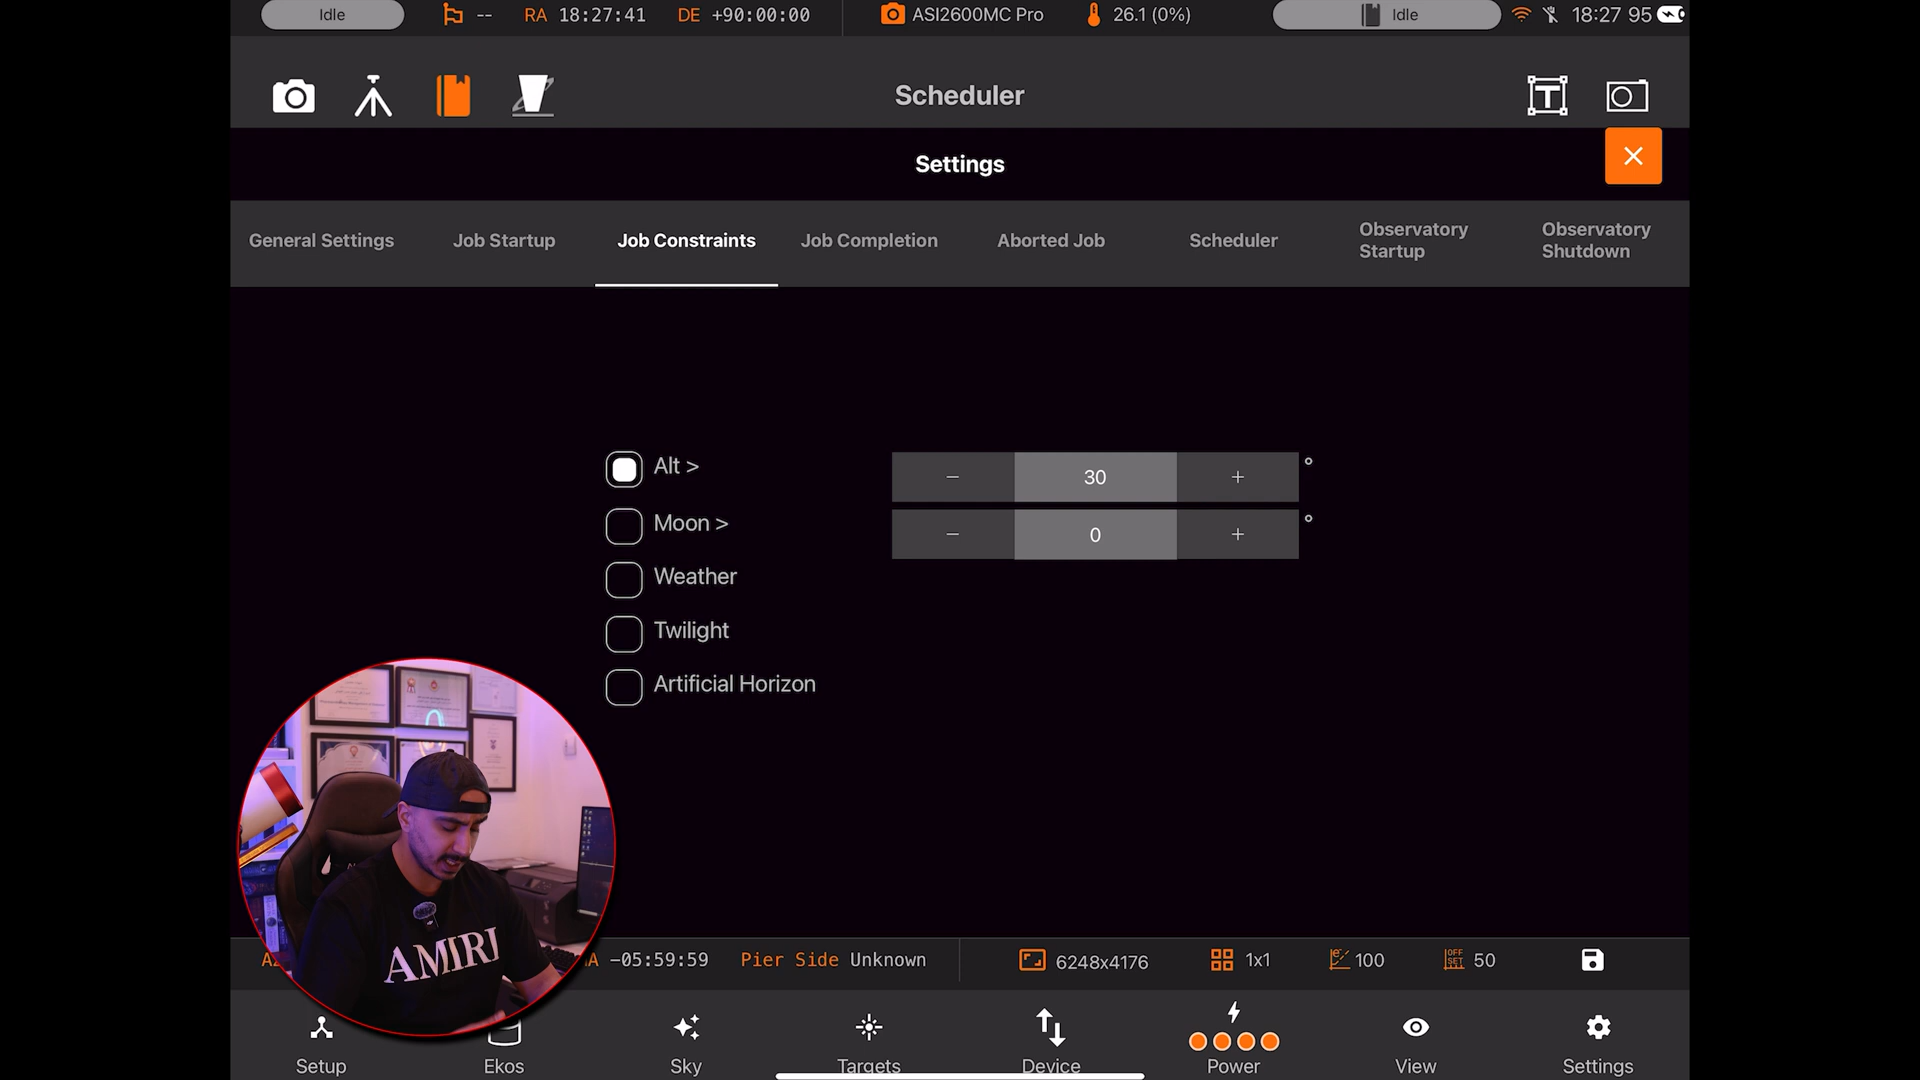 Idle -- RA 18:27:41 DE +90:00:00 ASI2600MC Pro 26.1 (0%) Idle 18:27 95
Scheduler
Settings
General Settings Job Startup Job Constraints Job Completion Aborted Job Scheduler Observatory Startup Observatory Shutdown
Alt > - 30 + °
Moon > - 0 + °
Weather
Twilight
Artificial Horizon
AMIRI
-05:59:59 Pier Side Unknown 6248x4176 1x1 100 OFF SET 50
Setup Ekos Sky Targets Device Power View Settings